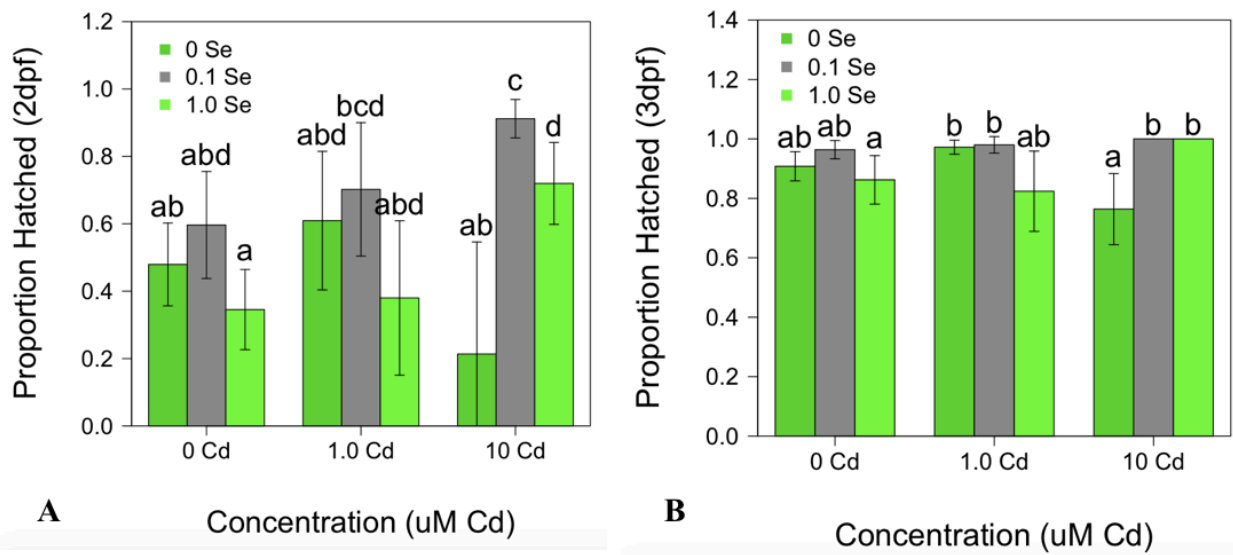 Proportion Hatched (2dpf)
1.2
1.0
0.8
0.6
0.4
0.2
0.0
0 Se
0.1 Se
1.0 Se
ab
abd
a
abd
bcd
abd
ab
c
d
0 Cd
1.0 Cd
10 Cd
A
Concentration (uM Cd)
Proportion Hatched (3dpf)
1.4
1.2
1.0
0.8
0.6
0.4
0.2
0.0
0 Se
0.1 Se
1.0 Se
ab
ab
a
b
b
ab
a
b
b
0 Cd
1.0 Cd
10 Cd
B
Concentration (uM Cd)